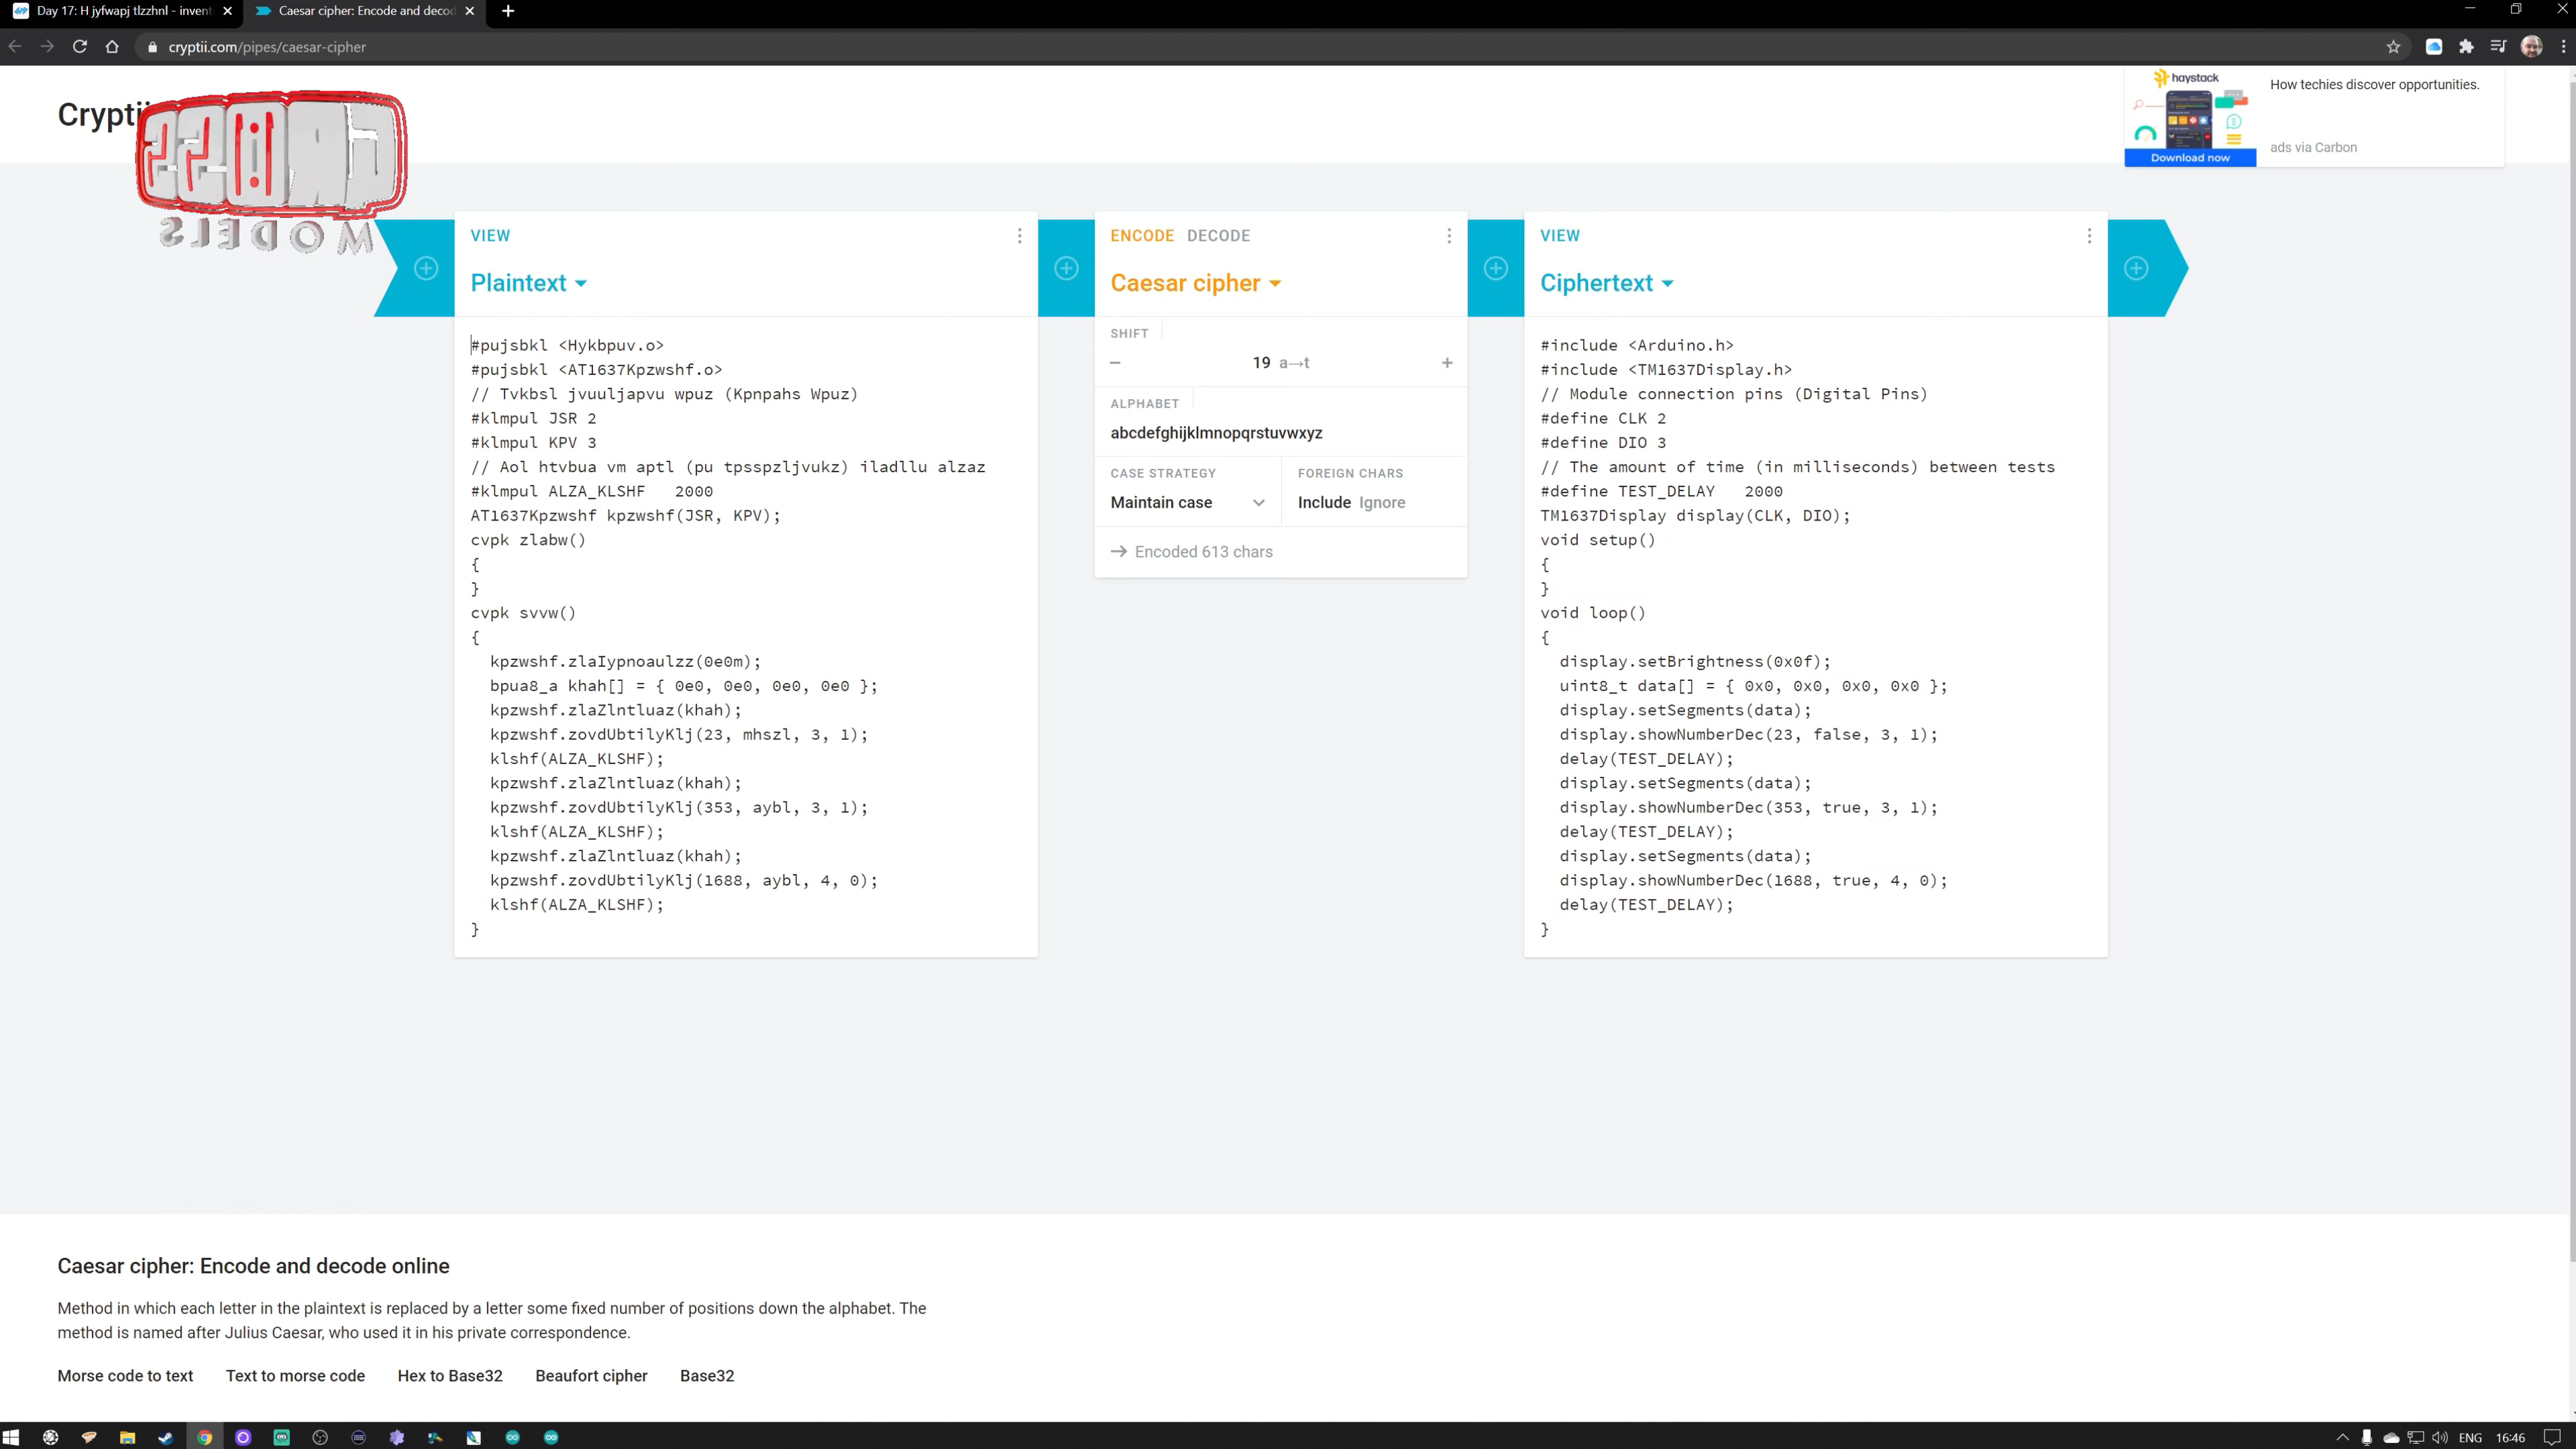 Day 17: H jyfwapj tlzzhnl - invent
Caesar cipher: Encode and decod
cryptii.com/pipes/caesar-cipher
Cryptii
CROSS
MODELS
haystack
Download now
How techies discover opportunities.
ads via Carbon
VIEW
Plaintext
#pujsbkl <Hykbpuv.o>
#pujsbkl <AT1637Kpzwshf.o>
// Tvkbsl jvuuljapvu wpuz (Kpnpahs Wpuz)
#klmpul JSR 2
#klmpul KPV 3
// Aol htvbua vm aptl (pu tpsspzljvukz) iladllu alzaz
#klmpul ALZA_KLSHF   2000
AT1637Kpzwshf kpzwshf(JSR, KPV);
cvpk zlabw()
{
}
cvpk svvw()
{
  kpzwshf.zlaIypnoaulzz(0e0m);
  bpua8_a khah[] = { 0e0, 0e0, 0e0, 0e0 };
  kpzwshf.zlaZlntluaz(khah);
  kpzwshf.zovdUbtilyKlj(23, mhszl, 3, 1);
  klshf(ALZA_KLSHF);
  kpzwshf.zlaZlntluaz(khah);
  kpzwshf.zovdUbtilyKlj(353, aybl, 3, 1);
  klshf(ALZA_KLSHF);
  kpzwshf.zlaZlntluaz(khah);
  kpzwshf.zovdUbtilyKlj(1688, aybl, 4, 0);
  klshf(ALZA_KLSHF);
}
ENCODE DECODE
Caesar cipher
SHIFT
− 19 a→t +
ALPHABET
abcdefghijklmnopqrstuvwxyz
CASE STRATEGY
Maintain case
FOREIGN CHARS
Include Ignore
→ Encoded 613 chars
VIEW
Ciphertext
#include <Arduino.h>
#include <TM1637Display.h>
// Module connection pins (Digital Pins)
#define CLK 2
#define DIO 3
// The amount of time (in milliseconds) between tests
#define TEST_DELAY   2000
TM1637Display display(CLK, DIO);
void setup()
{
}
void loop()
{
  display.setBrightness(0x0f);
  uint8_t data[] = { 0x0, 0x0, 0x0, 0x0 };
  display.setSegments(data);
  display.showNumberDec(23, false, 3, 1);
  delay(TEST_DELAY);
  display.setSegments(data);
  display.showNumberDec(353, true, 3, 1);
  delay(TEST_DELAY);
  display.setSegments(data);
  display.showNumberDec(1688, true, 4, 0);
  delay(TEST_DELAY);
}
Caesar cipher: Encode and decode online
Method in which each letter in the plaintext is replaced by a letter some fixed number of positions down the alphabet. The
method is named after Julius Caesar, who used it in his private correspondence.
Morse code to text Text to morse code Hex to Base32 Beaufort cipher Base32
ENG 16:46